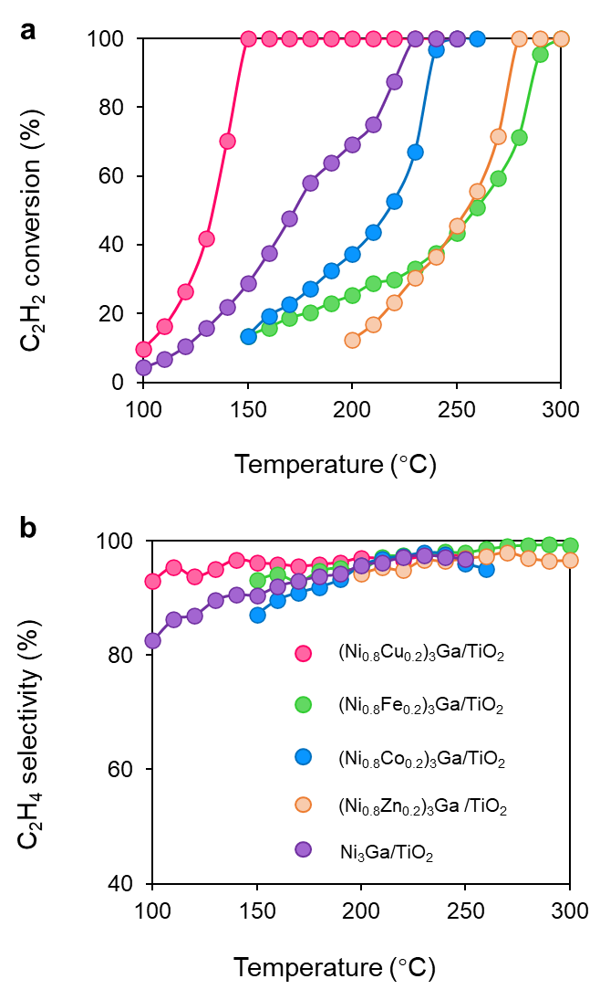 a
C₂H₂ conversion (%)
100
80
60
40
20
0
100 150 200 250 300
Temperature (°C)
b
C₂H₄ selectivity (%)
100
80
60
40
(Ni₀.₈Cu₀.₂)₃Ga/TiO₂
(Ni₀.₈Fe₀.₂)₃Ga/TiO₂
(Ni₀.₈Co₀.₂)₃Ga/TiO₂
(Ni₀.₈Zn₀.₂)₃Ga /TiO₂
Ni₃Ga/TiO₂
100 150 200 250 300
Temperature (°C)